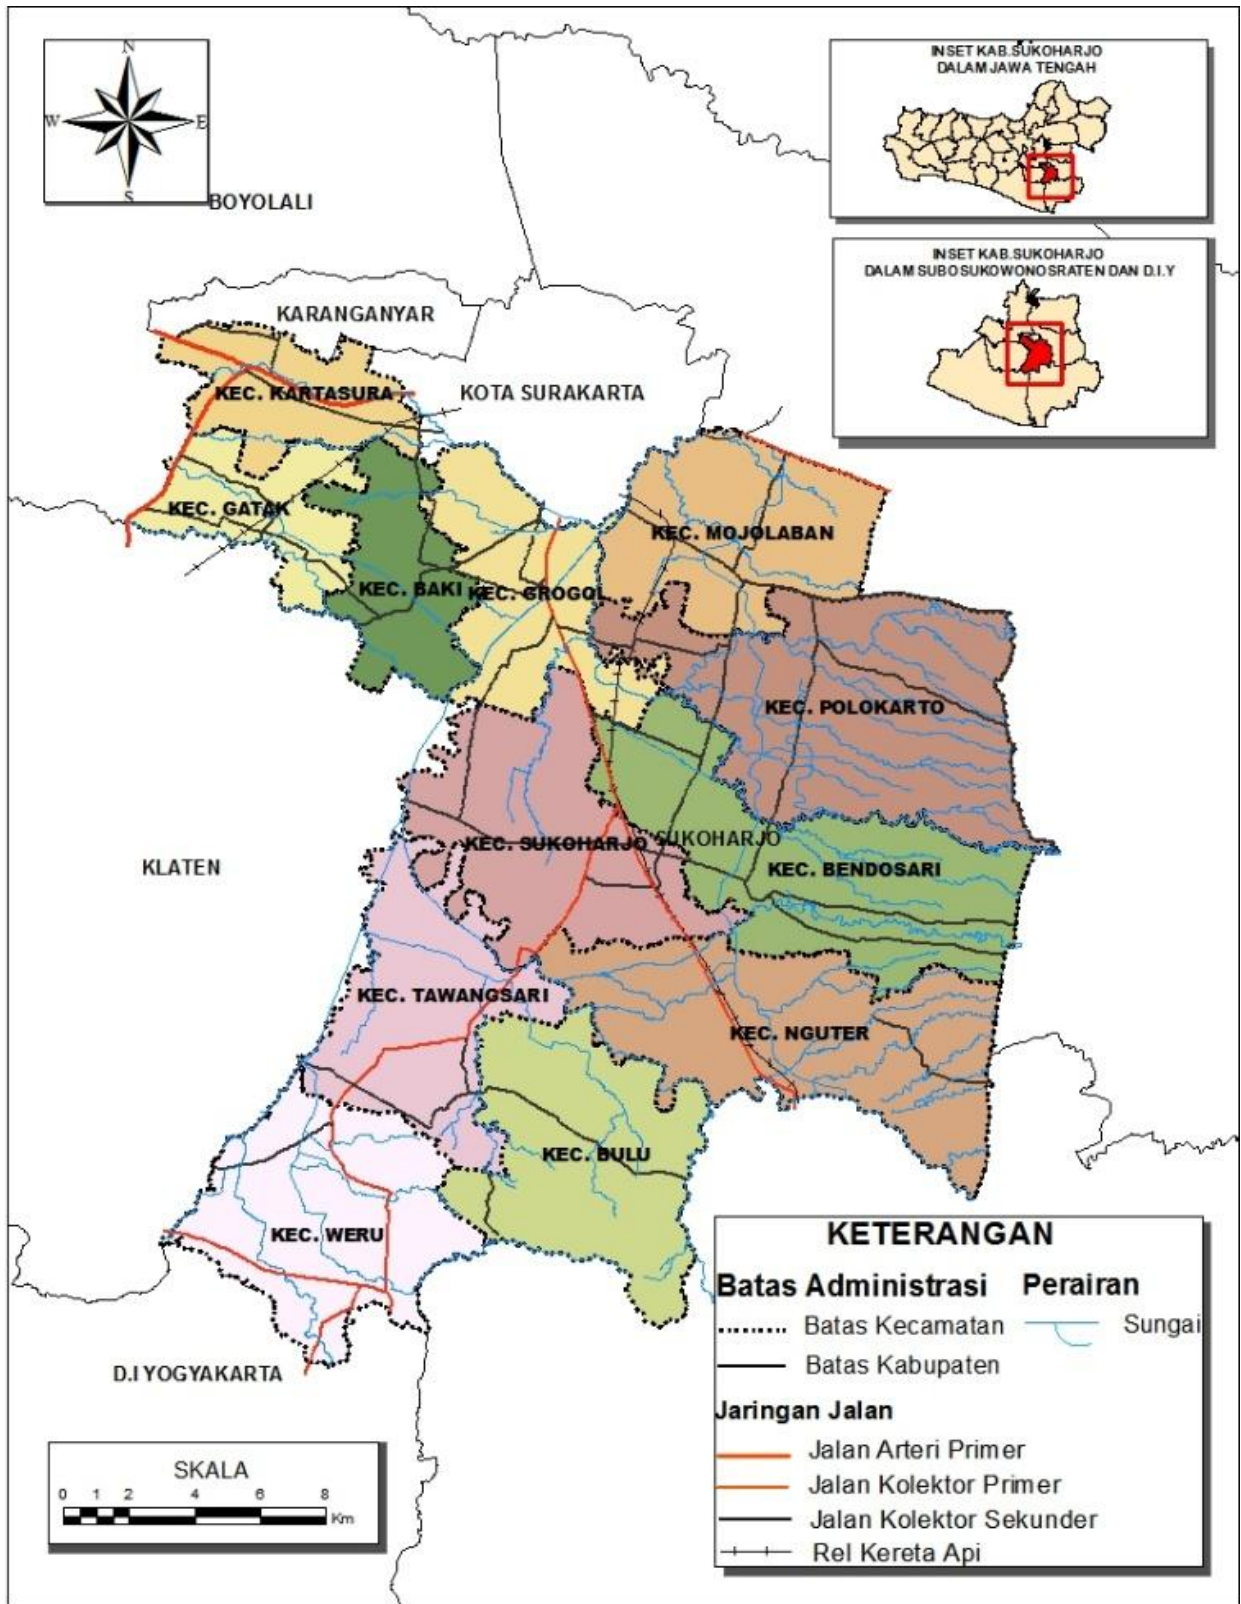 N
W
E
S
INSET KAB.SUKOHARJO
DALAM JAWA TENGAH
BOYOLALI
INSET KAB.SUKOHARJO
DALAM SUBOSUKOWONOSRATEN DAN D.I.Y
KARANGANYAR
KEC. KARTASURA
KOTA SURAKARTA
KEC. GATAK
KEC. MOJOLABAN
KEC. BAKI
KEC. GROGOL
KEC. POLOKARTO
KEC. SUKOHARJO
SUKOHARJO
KLATEN
KEC. BENDOSARI
KEC. TAWANGSARI
KEC. NGUTER
KEC. BULU
KEC. WERU
D.I YOGYAKARTA
KETERANGAN
Batas Administrasi
Perairan
Batas Kecamatan
Sungai
Batas Kabupaten
Jaringan Jalan
Jalan Arteri Primer
Jalan Kolektor Primer
Jalan Kolektor Sekunder
Rel Kereta Api
SKALA
0 1 2 4 6 8
Km